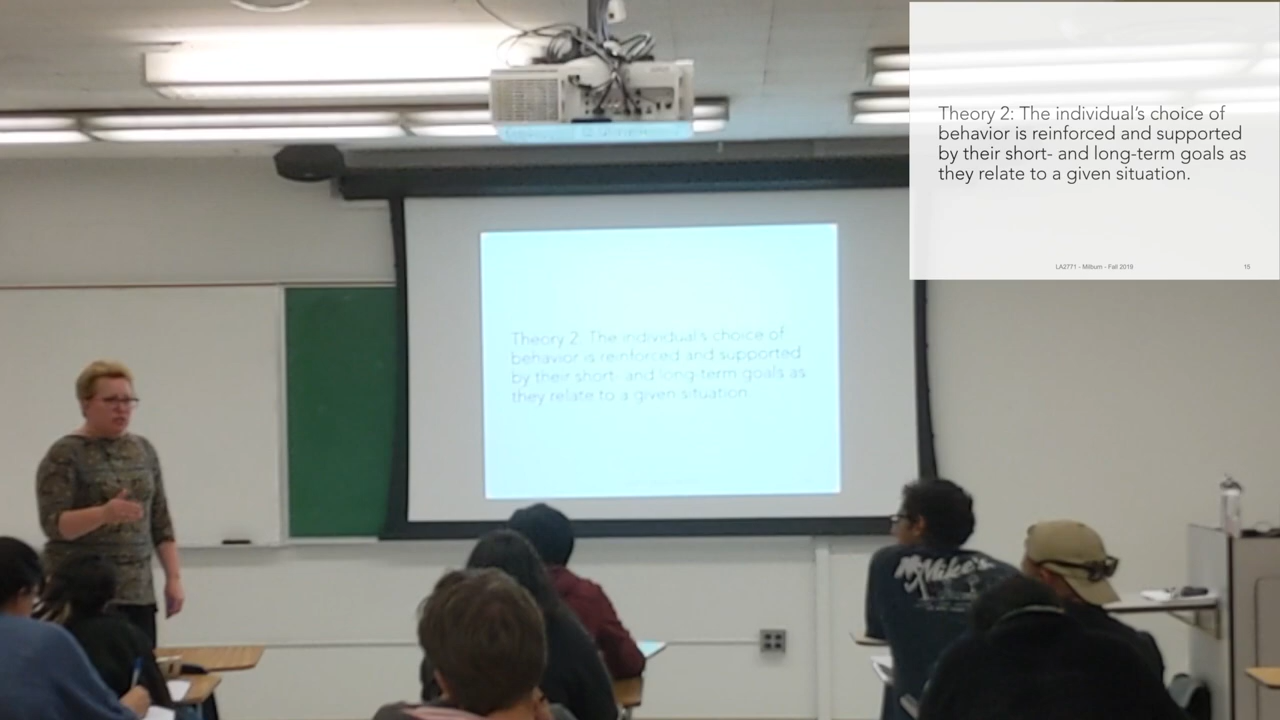 Theory 2: The individual's choice of
behavior is reinforced and supported
by their short- and long-term goals as
they relate to a given situation.
LA2771 - Milburn - Fall 2019
15
Theory 2: The individual's choice of
behavior is reinforced and supported
by their short- and long-term goals as
they relate to a given situation.
McMike's